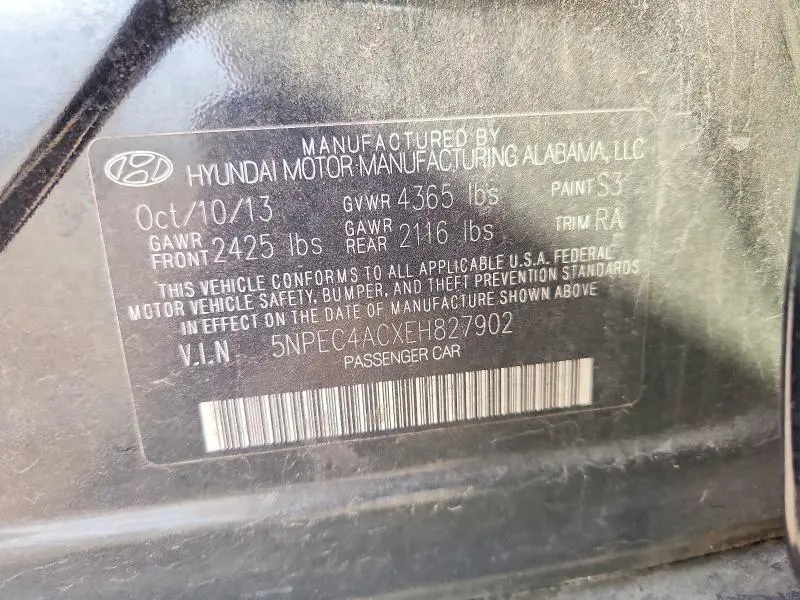 MANUFACTURED BY
HYUNDAI MOTOR MANUFACTURING ALABAMA, LLC
Oct/10/13 GVWR 4365 lbs PAINT S3
GAWR FRONT 2425 lbs GAWR REAR 2116 lbs TRIM RA
THIS VEHICLE CONFORMS TO ALL APPLICABLE U.S.A. FEDERAL
MOTOR VEHICLE SAFETY, BUMPER, AND THEFT PREVENTION STANDARDS
IN EFFECT ON THE DATE OF MANUFACTURE SHOWN ABOVE
V.I.N 5NPEC4ACXEH827902
PASSENGER CAR